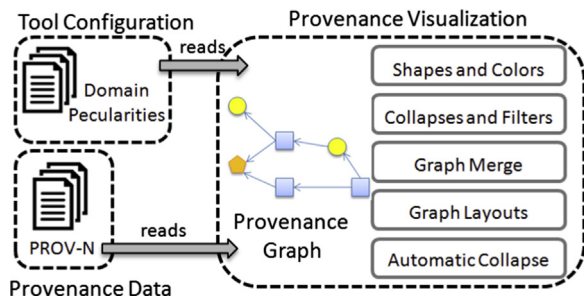 Tool Configuration
Provenance Visualization
reads
Domain
Pecularities
Shapes and Colors
Collapses and Filters
Graph Merge
Graph Layouts
Automatic Collapse
PROV-N
reads
Provenance
Graph
Provenance Data